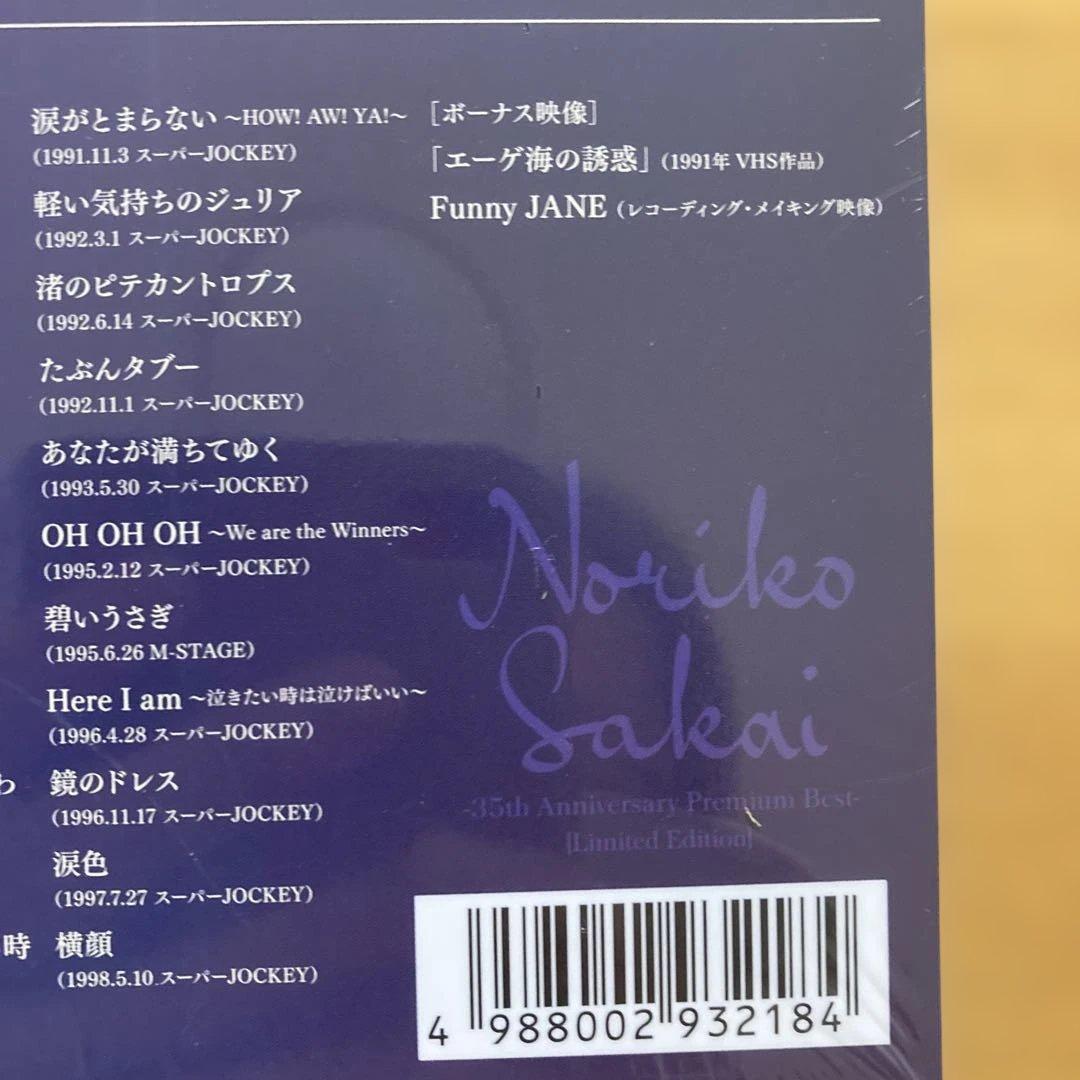 涙がとまらない ～HOW! AW! YA!～
(1991.11.3 スーパーJOCKEY)
軽い気持ちのジュリア
(1992.3.1 スーパーJOCKEY)
渚のピテカントロプス
(1992.6.14 スーパーJOCKEY)
たぶんタブー
(1992.11.1 スーパーJOCKEY)
あなたが満ちてゆく
(1993.5.30 スーパーJOCKEY)
OH OH OH ～We are the Winners～
(1995.2.12 スーパーJOCKEY)
碧いうさぎ
(1995.6.26 M-STAGE)
Here I am ～泣きたい時は泣けばいい～
(1996.4.28 スーパーJOCKEY)
わ 鏡のドレス
(1996.11.17 スーパーJOCKEY)
涙色
(1997.7.27 スーパーJOCKEY)
時 横顔
(1998.5.10 スーパーJOCKEY)
［ボーナス映像］
「エーゲ海の誘惑」(1991年 VHS作品)
Funny JANE (レコーディング・メイキング映像)
Noriko
Sakai
-35th Anniversary Premium Best-
[Limited Edition]
4 988002 932184